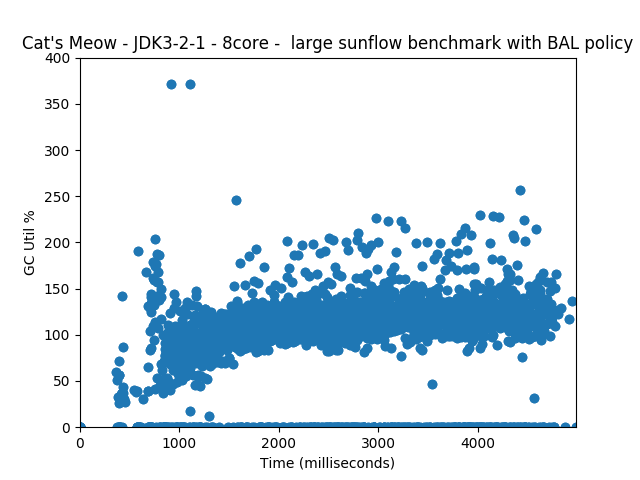 Cat's Meow - JDK3-2-1 - 8core -  large sunflow benchmark with BAL policy
400
350
300
250
200
150
100
50
0
GC Util %
0 1000 2000 3000 4000
Time (milliseconds)